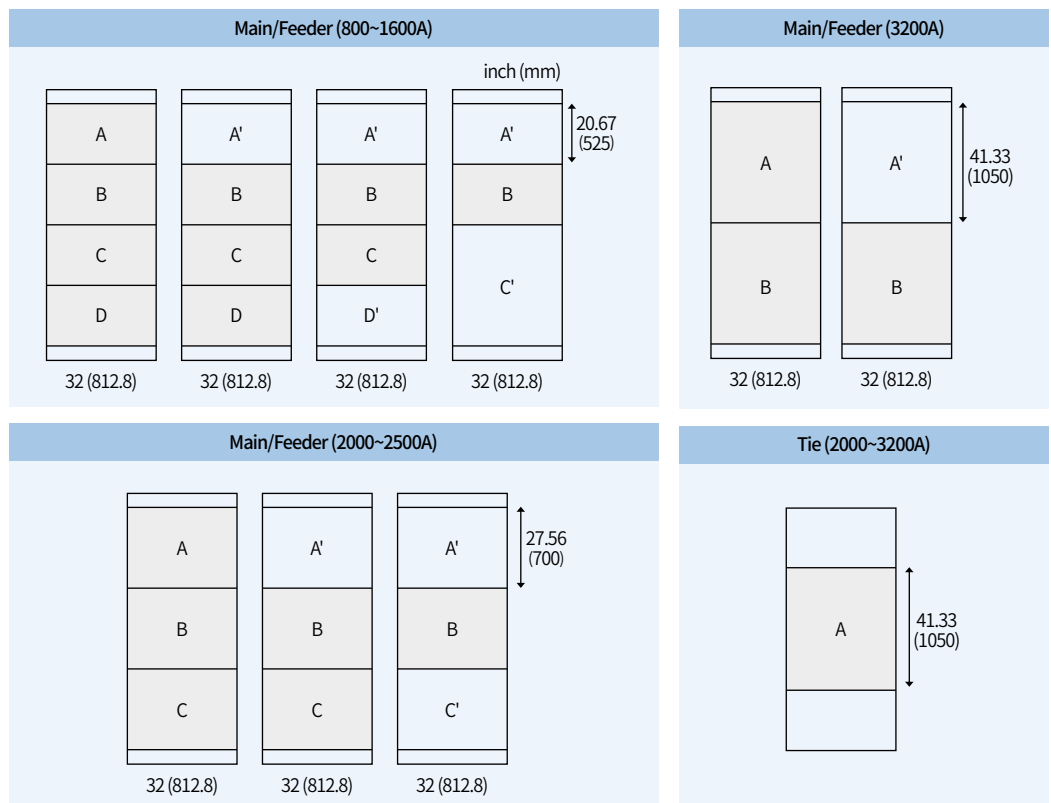 Main/Feeder (800~1600A)
inch (mm)
A A' A' A'
20.67
(525)
B B B B
C C C
C'
D D D'
32 (812.8) 32 (812.8) 32 (812.8) 32 (812.8)
Main/Feeder (3200A)
A A'
41.33
(1050)
B B
32 (812.8) 32 (812.8)
Main/Feeder (2000~2500A)
A A' A'
27.56
(700)
B B B
C C C'
32 (812.8) 32 (812.8) 32 (812.8)
Tie (2000~3200A)
A
41.33
(1050)